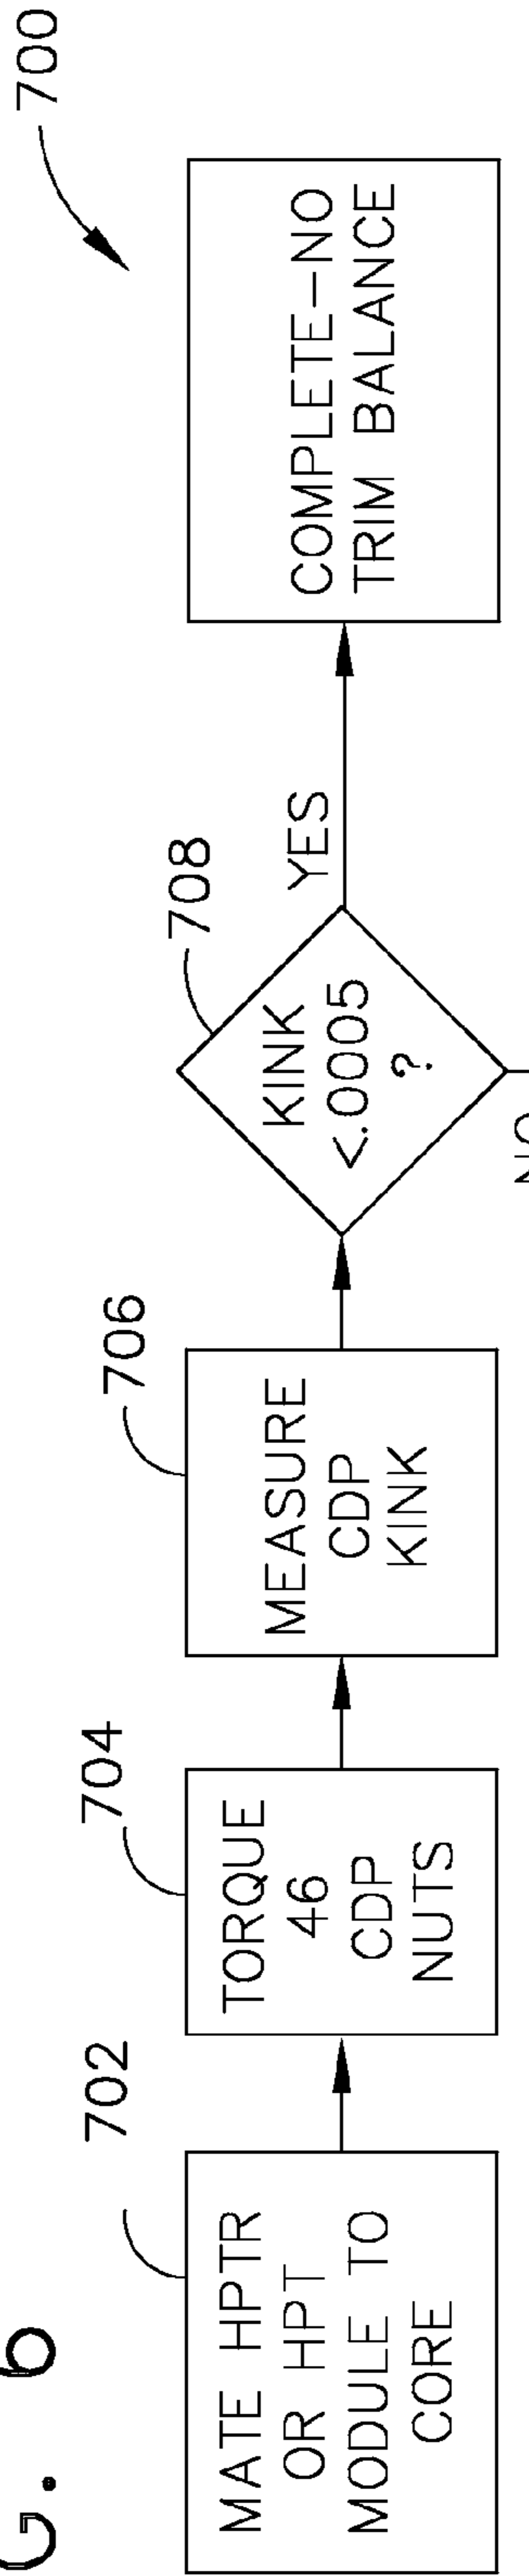 G. 6
700
702
MATE HPTR
OR HPT
MODULE TO
CORE
704
TORQUE
46
CDP
NUTS
706
MEASURE
CDP
KINK
708
KINK
<.0005
?
YES
NO
COMPLETE-NO
TRIM BALANCE